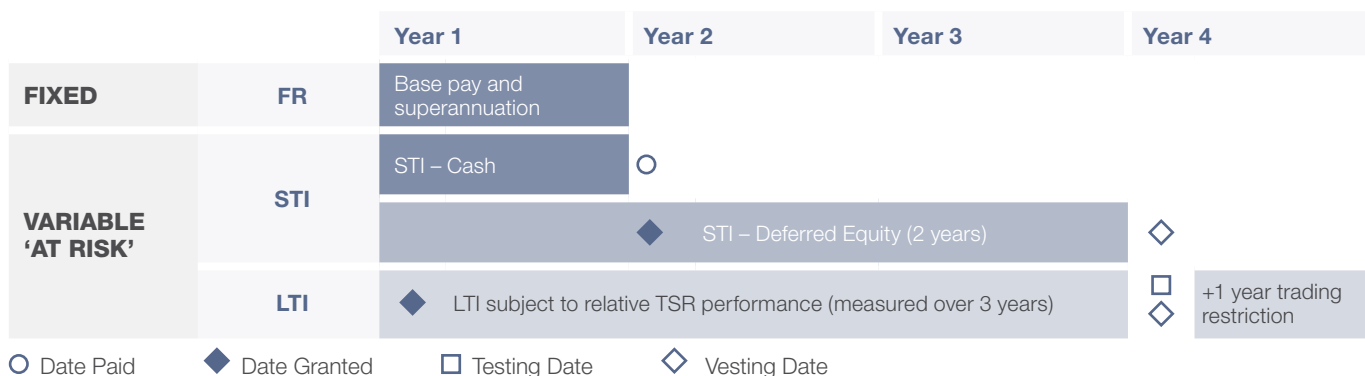 Year 1
Year 2
Year 3
Year 4
FIXED
FR
Base pay and
superannuation
VARIABLE
‘AT RISK’
STI
STI – Cash
STI – Deferred Equity (2 years)
LTI
LTI subject to relative TSR performance (measured over 3 years)
+1 year trading
restriction
Date Paid
Date Granted
Testing Date
Vesting Date